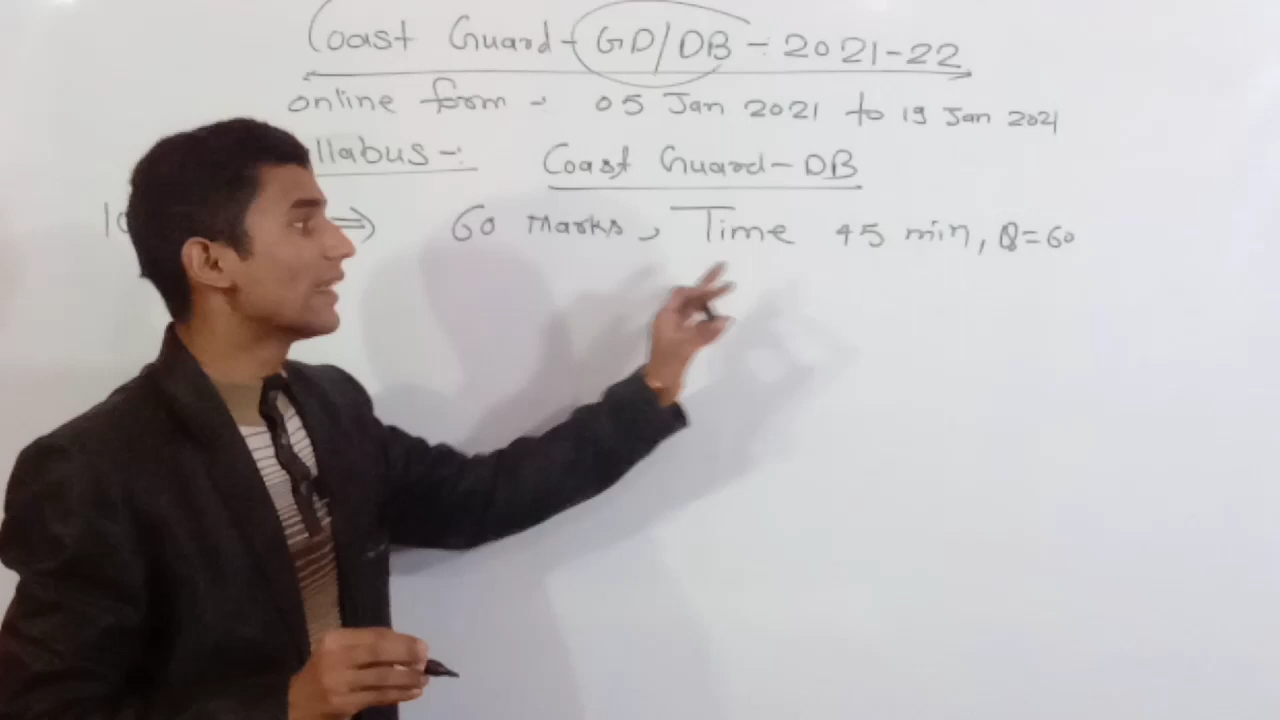 Coast Guard - GD/DB - 2021-22
online form - 05 Jan 2021 to 19 Jan 2021
llabus -: Coast Guard - DB
⇒ 60 Marks, Time 45 min, Q=60